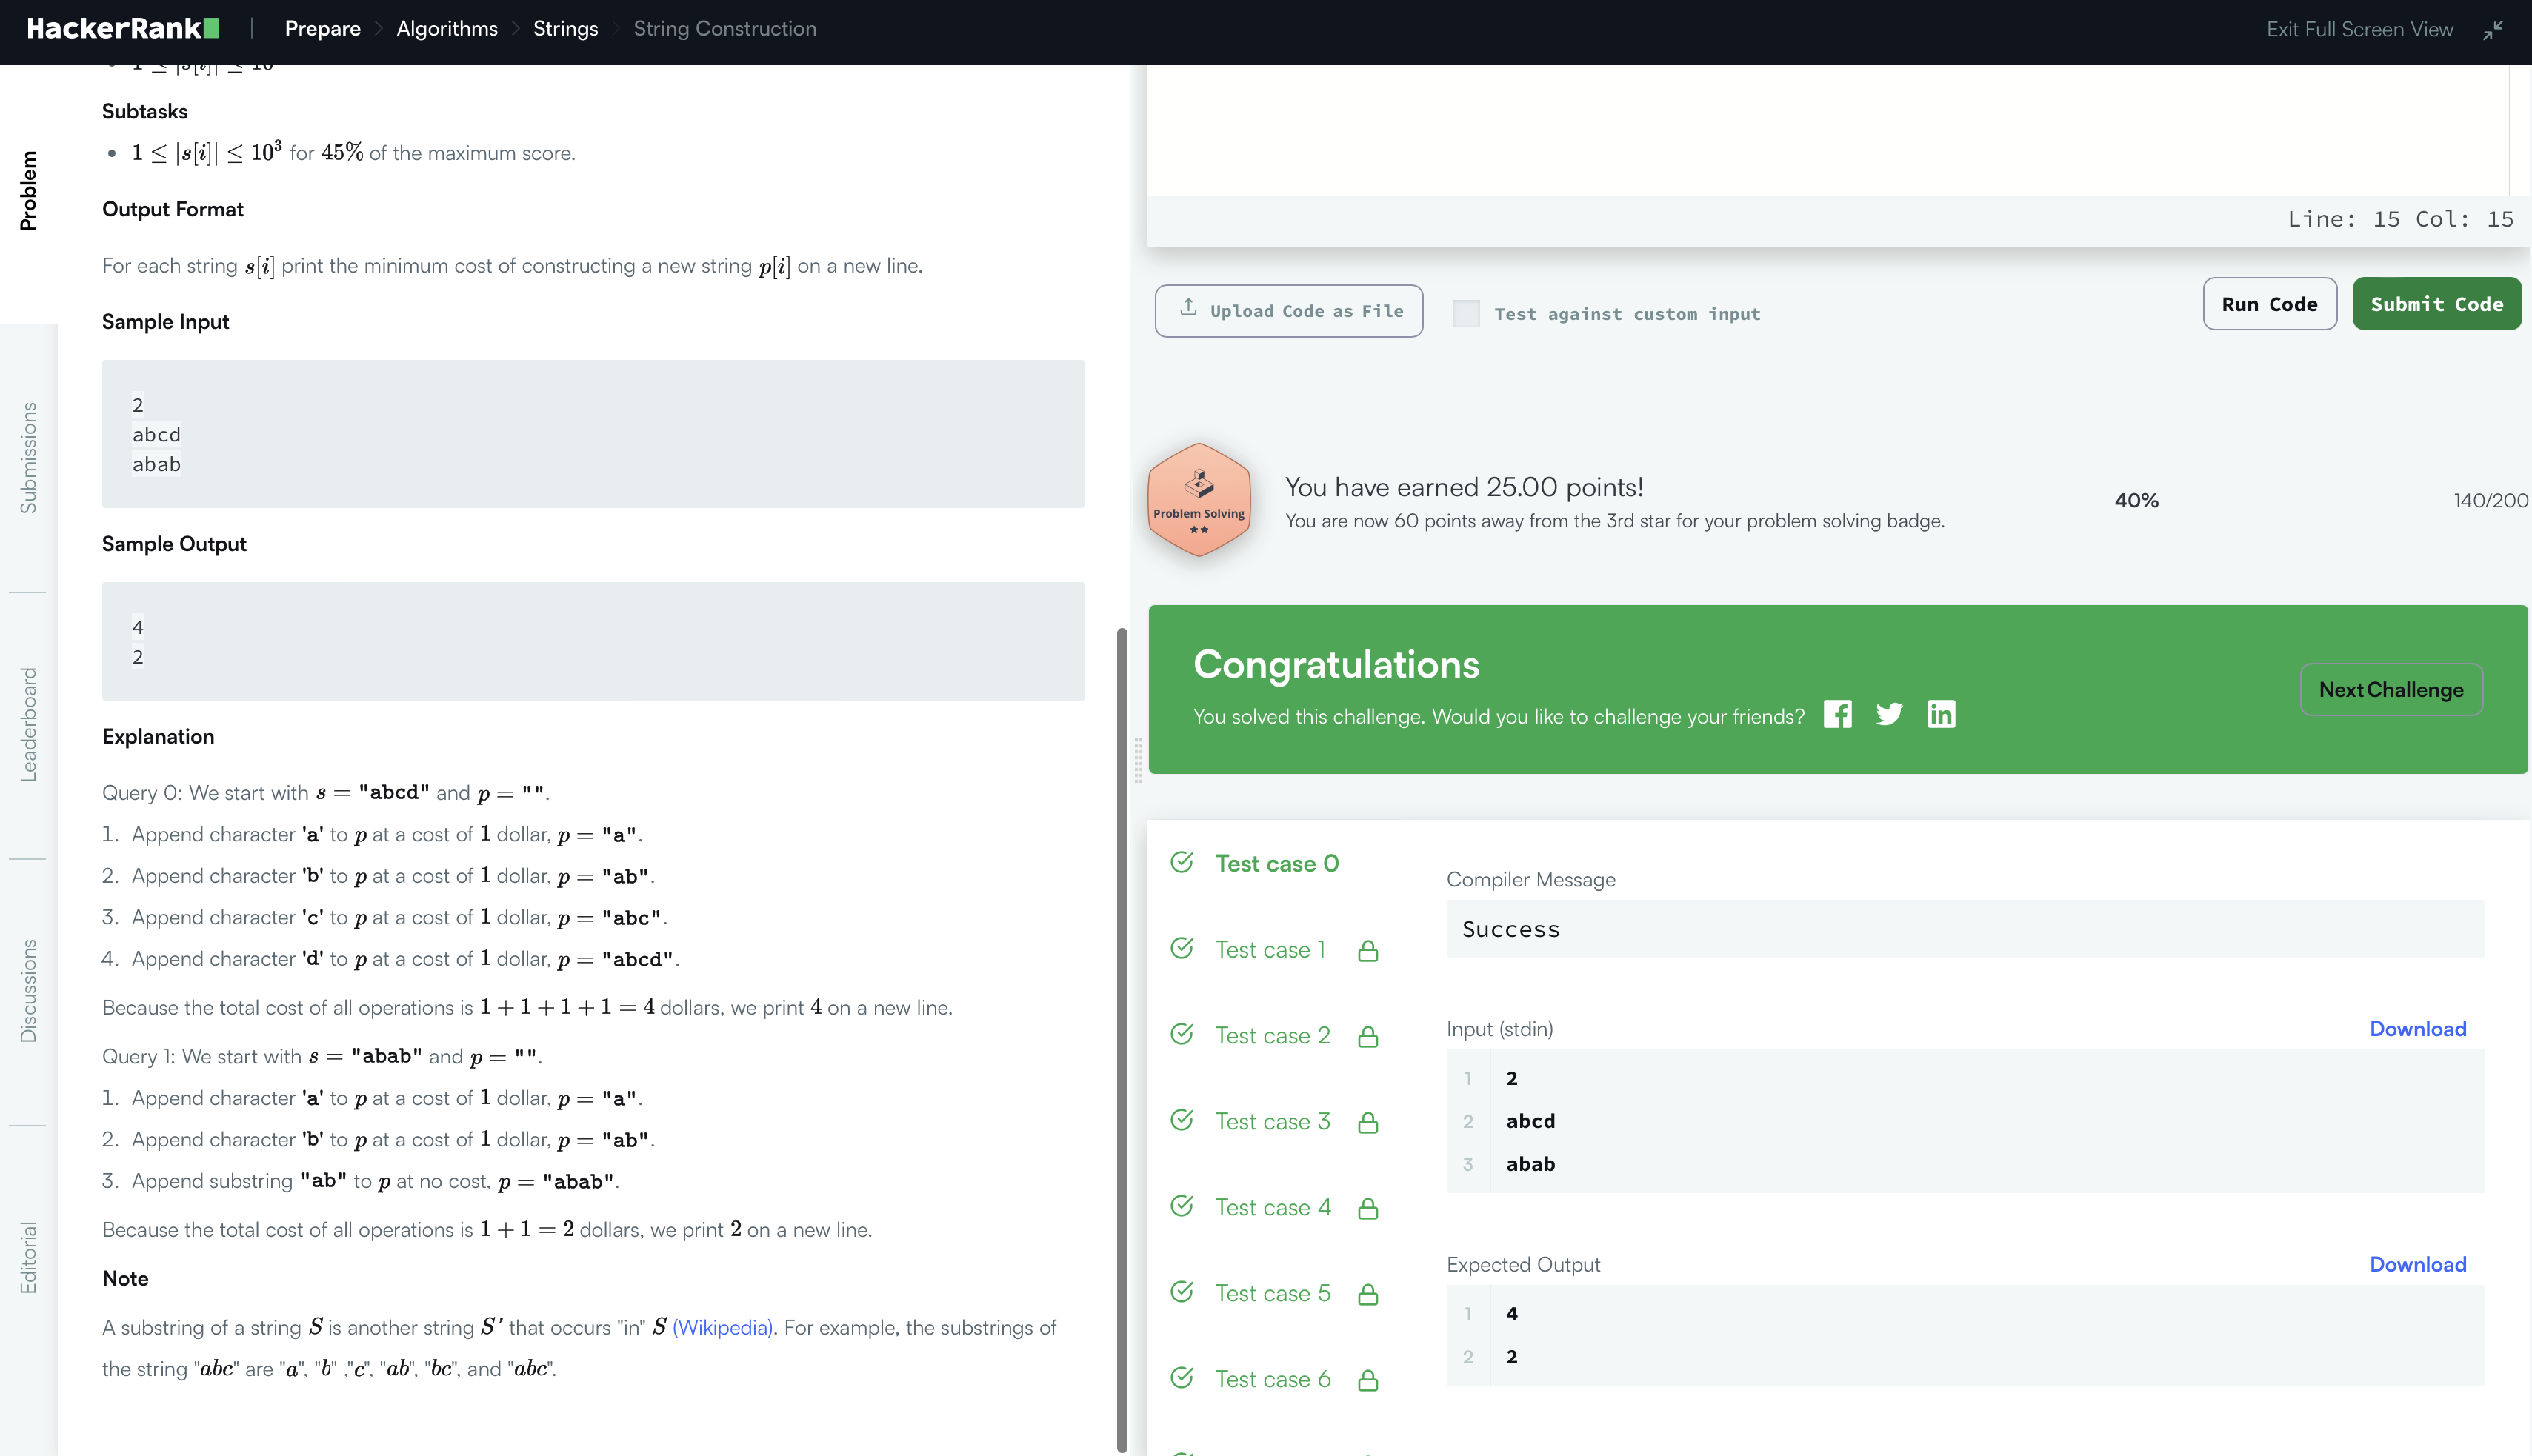 HackerRank
Prepare > Algorithms > Strings > String Construction
Exit Full Screen View
Problem
Submissions
Leaderboard
Discussions
Editorial
Subtasks
• 1 ≤ |s[i]| ≤ 10³ for 45% of the maximum score.
Output Format
For each string s[i] print the minimum cost of constructing a new string p[i] on a new line.
Sample Input
2
abcd
abab
Sample Output
4
2
Explanation
Query 0: We start with s = "abcd" and p = "".
1. Append character 'a' to p at a cost of 1 dollar, p = "a".
2. Append character 'b' to p at a cost of 1 dollar, p = "ab".
3. Append character 'c' to p at a cost of 1 dollar, p = "abc".
4. Append character 'd' to p at a cost of 1 dollar, p = "abcd".
Because the total cost of all operations is 1 + 1 + 1 + 1 = 4 dollars, we print 4 on a new line.
Query 1: We start with s = "abab" and p = "".
1. Append character 'a' to p at a cost of 1 dollar, p = "a".
2. Append character 'b' to p at a cost of 1 dollar, p = "ab".
3. Append substring "ab" to p at no cost, p = "abab".
Because the total cost of all operations is 1 + 1 = 2 dollars, we print 2 on a new line.
Note
A substring of a string S is another string S′ that occurs "in" S (Wikipedia). For example, the substrings of
the string "abc" are "a", "b" ,"c", "ab", "bc", and "abc".
Line: 15 Col: 15
Upload Code as File
Test against custom input
Run Code
Submit Code
Problem Solving
You have earned 25.00 points!
You are now 60 points away from the 3rd star for your problem solving badge.
40%
140/200
Congratulations
You solved this challenge. Would you like to challenge your friends?
Next Challenge
Test case 0
Test case 1
Test case 2
Test case 3
Test case 4
Test case 5
Test case 6
Compiler Message
Success
Input (stdin)
Download
1 2
2 abcd
3 abab
Expected Output
Download
1 4
2 2